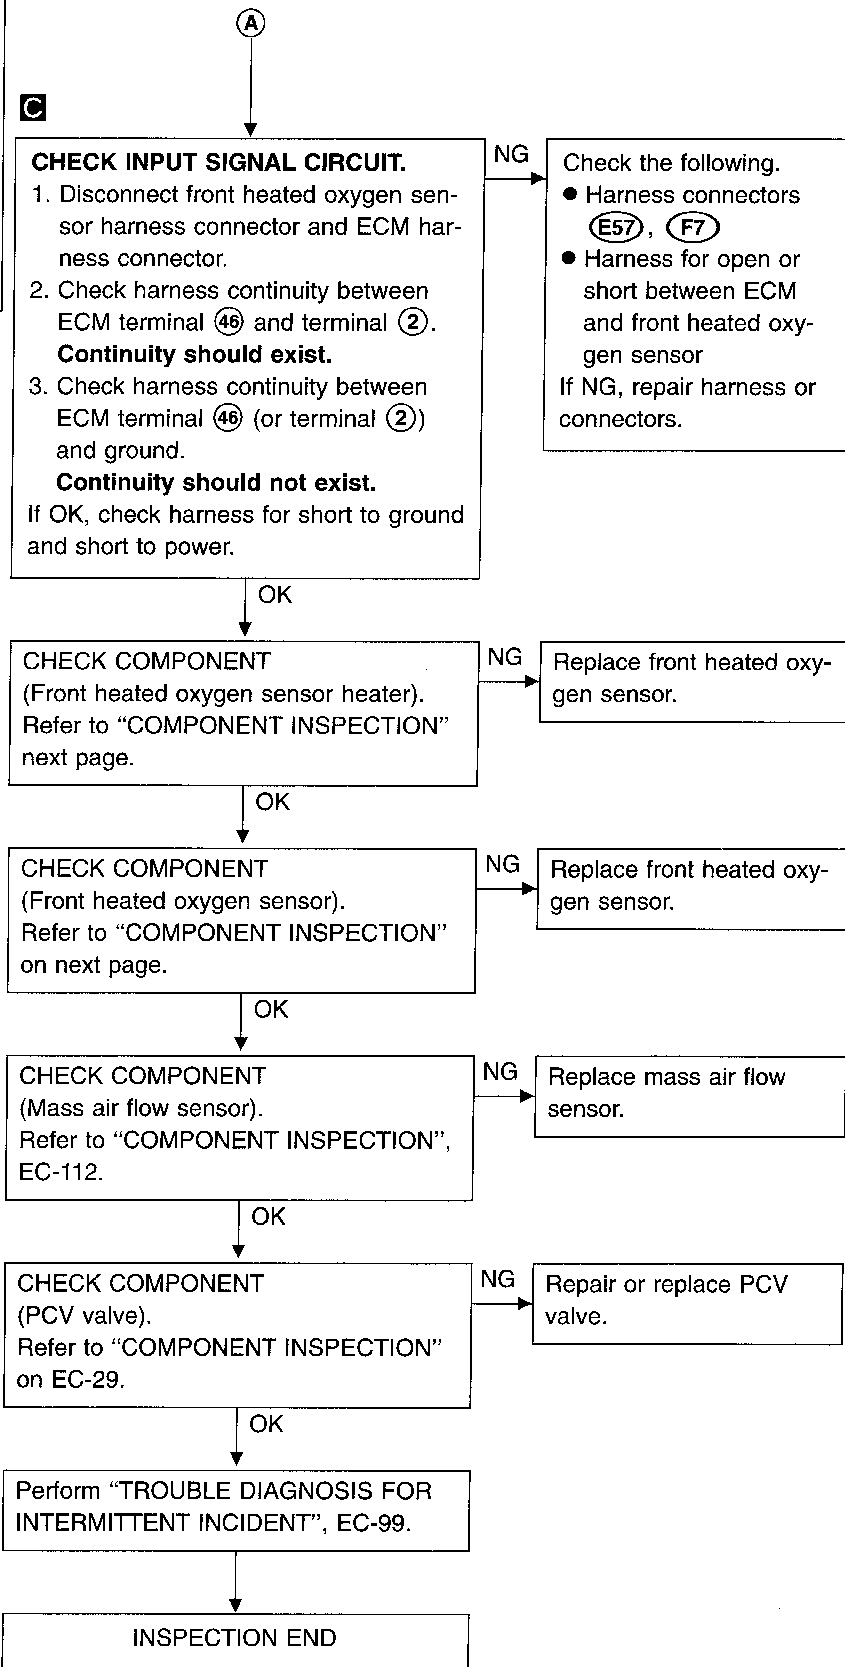 A
C
CHECK INPUT SIGNAL CIRCUIT.
1. Disconnect front heated oxygen sen-
sor harness connector and ECM har-
ness connector.
2. Check harness continuity between
ECM terminal 46 and terminal 2.
Continuity should exist.
3. Check harness continuity between
ECM terminal 46 (or terminal 2)
and ground.
Continuity should not exist.
If OK, check harness for short to ground
and short to power.
NG
Check the following.
● Harness connectors
E57, F7
● Harness for open or
short between ECM
and front heated oxy-
gen sensor
If NG, repair harness or
connectors.
OK
CHECK COMPONENT
(Front heated oxygen sensor heater).
Refer to “COMPONENT INSPECTION”
next page.
NG
Replace front heated oxy-
gen sensor.
OK
CHECK COMPONENT
(Front heated oxygen sensor).
Refer to “COMPONENT INSPECTION”
on next page.
NG
Replace front heated oxy-
gen sensor.
OK
CHECK COMPONENT
(Mass air flow sensor).
Refer to “COMPONENT INSPECTION”,
EC-112.
NG
Replace mass air flow
sensor.
OK
CHECK COMPONENT
(PCV valve).
Refer to “COMPONENT INSPECTION”
on EC-29.
NG
Repair or replace PCV
valve.
OK
Perform “TROUBLE DIAGNOSIS FOR
INTERMITTENT INCIDENT”, EC-99.
INSPECTION END